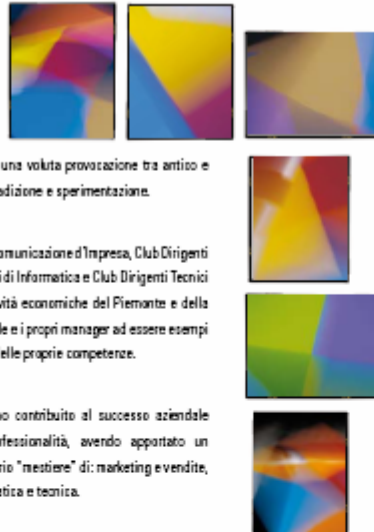 una voluta provocazione tra antico e
adizione e sperimentazione.
omunicazione d'Impresa, Club Dirigenti
i di Informatica e Club Dirigenti Tecnici
vità economiche del Piemonte e della
le e i propri manager ad essere esempi
delle proprie competenze.
no contribuito al successo aziendale
fessionalità, avendo apportato un
rio "mestiere" di: marketing e vendite,
atica e tecnica.